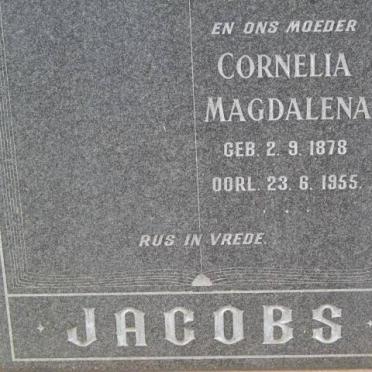 EN ONS MOEDER
CORNELIA
MAGDALENA
GEB. 2. 9. 1878
OORL. 23. 6. 1955.
RUS IN VREDE.
JACOBS